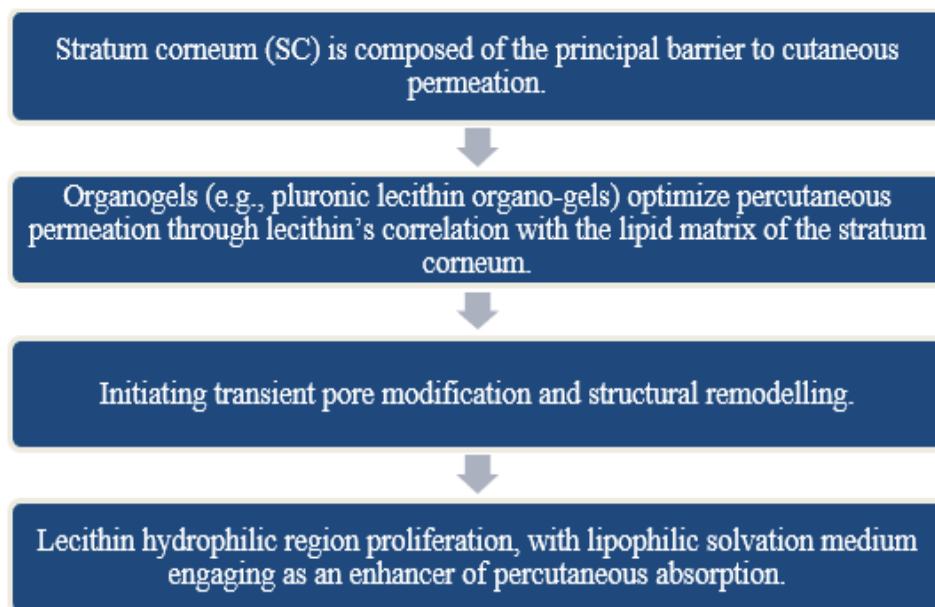 Stratum corneum (SC) is composed of the principal barrier to cutaneous
permeation.
Organogels (e.g., pluronic lecithin organo-gels) optimize percutaneous
permeation through lecithin’s correlation with the lipid matrix of the stratum
corneum.
Initiating transient pore modification and structural remodelling.
Lecithin hydrophilic region proliferation, with lipophilic solvation medium
engaging as an enhancer of percutaneous absorption.